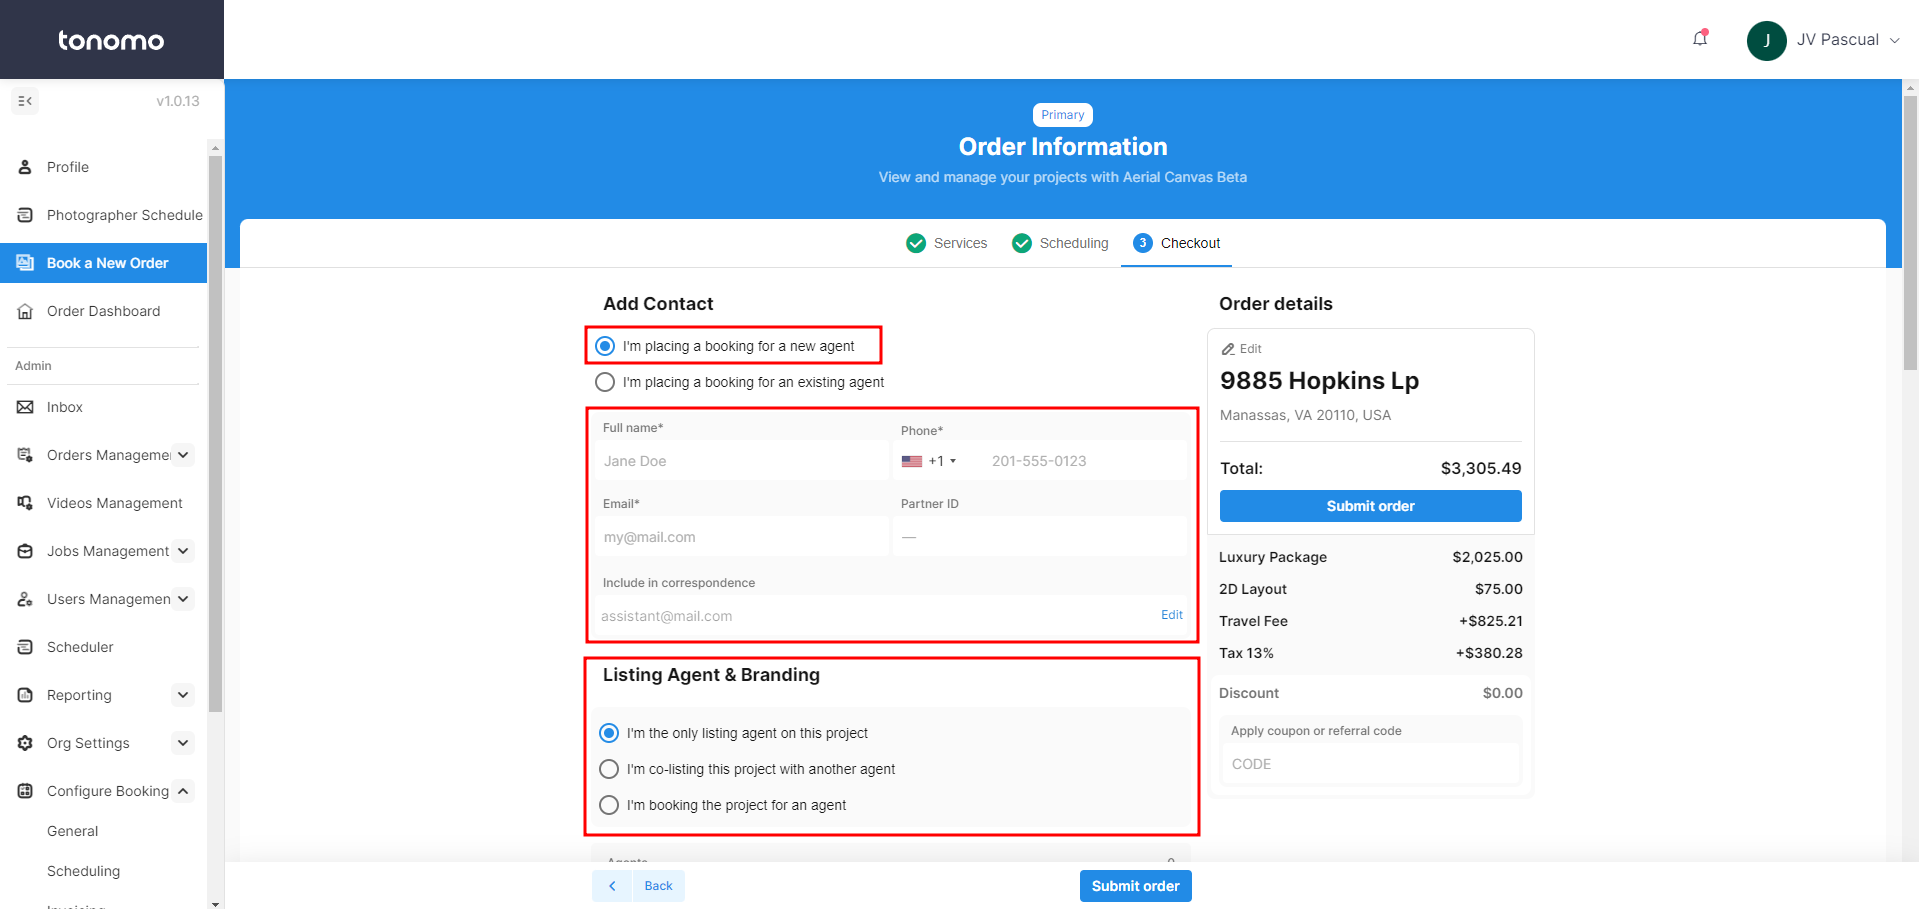 tonomo
JV Pascual
J
v1.0.13
Profile
Photographer Schedule
Book a New Order
Order Dashboard
Admin
Inbox
Orders Managemer
Videos Management
Jobs Management
Users Managemen
Scheduler
Reporting
Org Settings
Configure Booking
General
Scheduling
Primary
Order Information
View and manage your projects with Aerial Canvas Beta
Services
Scheduling
3 Checkout
Add Contact
I'm placing a booking for a new agent
I'm placing a booking for an existing agent
Full name*
Phone*
Jane Doe
+1
201-555-0123
Email*
Partner ID
my@mail.com
—
Include in correspondence
assistant@mail.com
Edit
Listing Agent & Branding
I'm the only listing agent on this project
I'm co-listing this project with another agent
I'm booking the project for an agent
Back
Submit order
Order details
Edit
9885 Hopkins Lp
Manassas, VA 20110, USA
Total: $3,305.49
Submit order
Luxury Package $2,025.00
2D Layout $75.00
Travel Fee +$825.21
Tax 13% +$380.28
Discount $0.00
Apply coupon or referral code
CODE